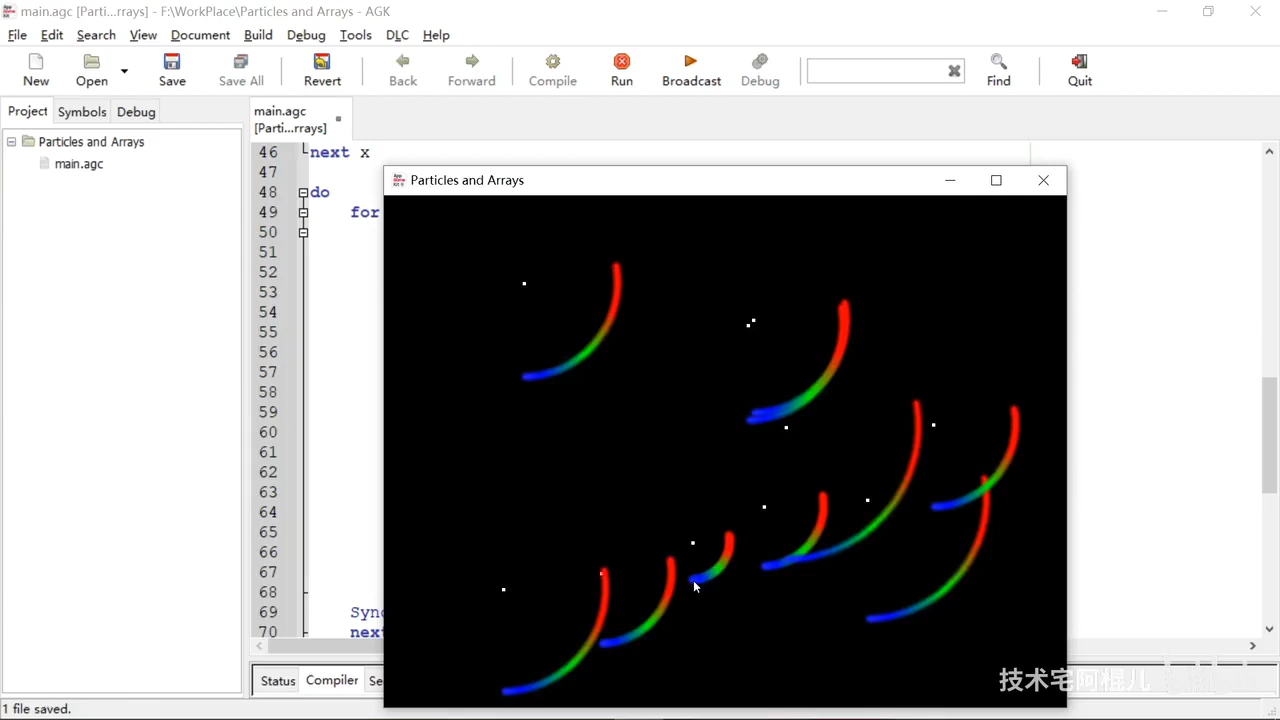 main.agc [Parti...rrays] - F:\WorkPlace\Particles and Arrays - AGK
File Edit Search View Document Build Debug Tools DLC Help
New Open Save Save All Revert Back Forward Compile Run Broadcast Debug Find Quit
Project Symbols Debug
main.agc
[Parti...rrays]
Particles and Arrays
main.agc
46 next x
47
48 do
49 for
50
51
52
53
54
55
56
57
58
59
60
61
62
63
64
65
66
67
68
69 Sync
70 next
Particles and Arrays
Status Compiler Se
1 file saved.
技术宅阿棍儿